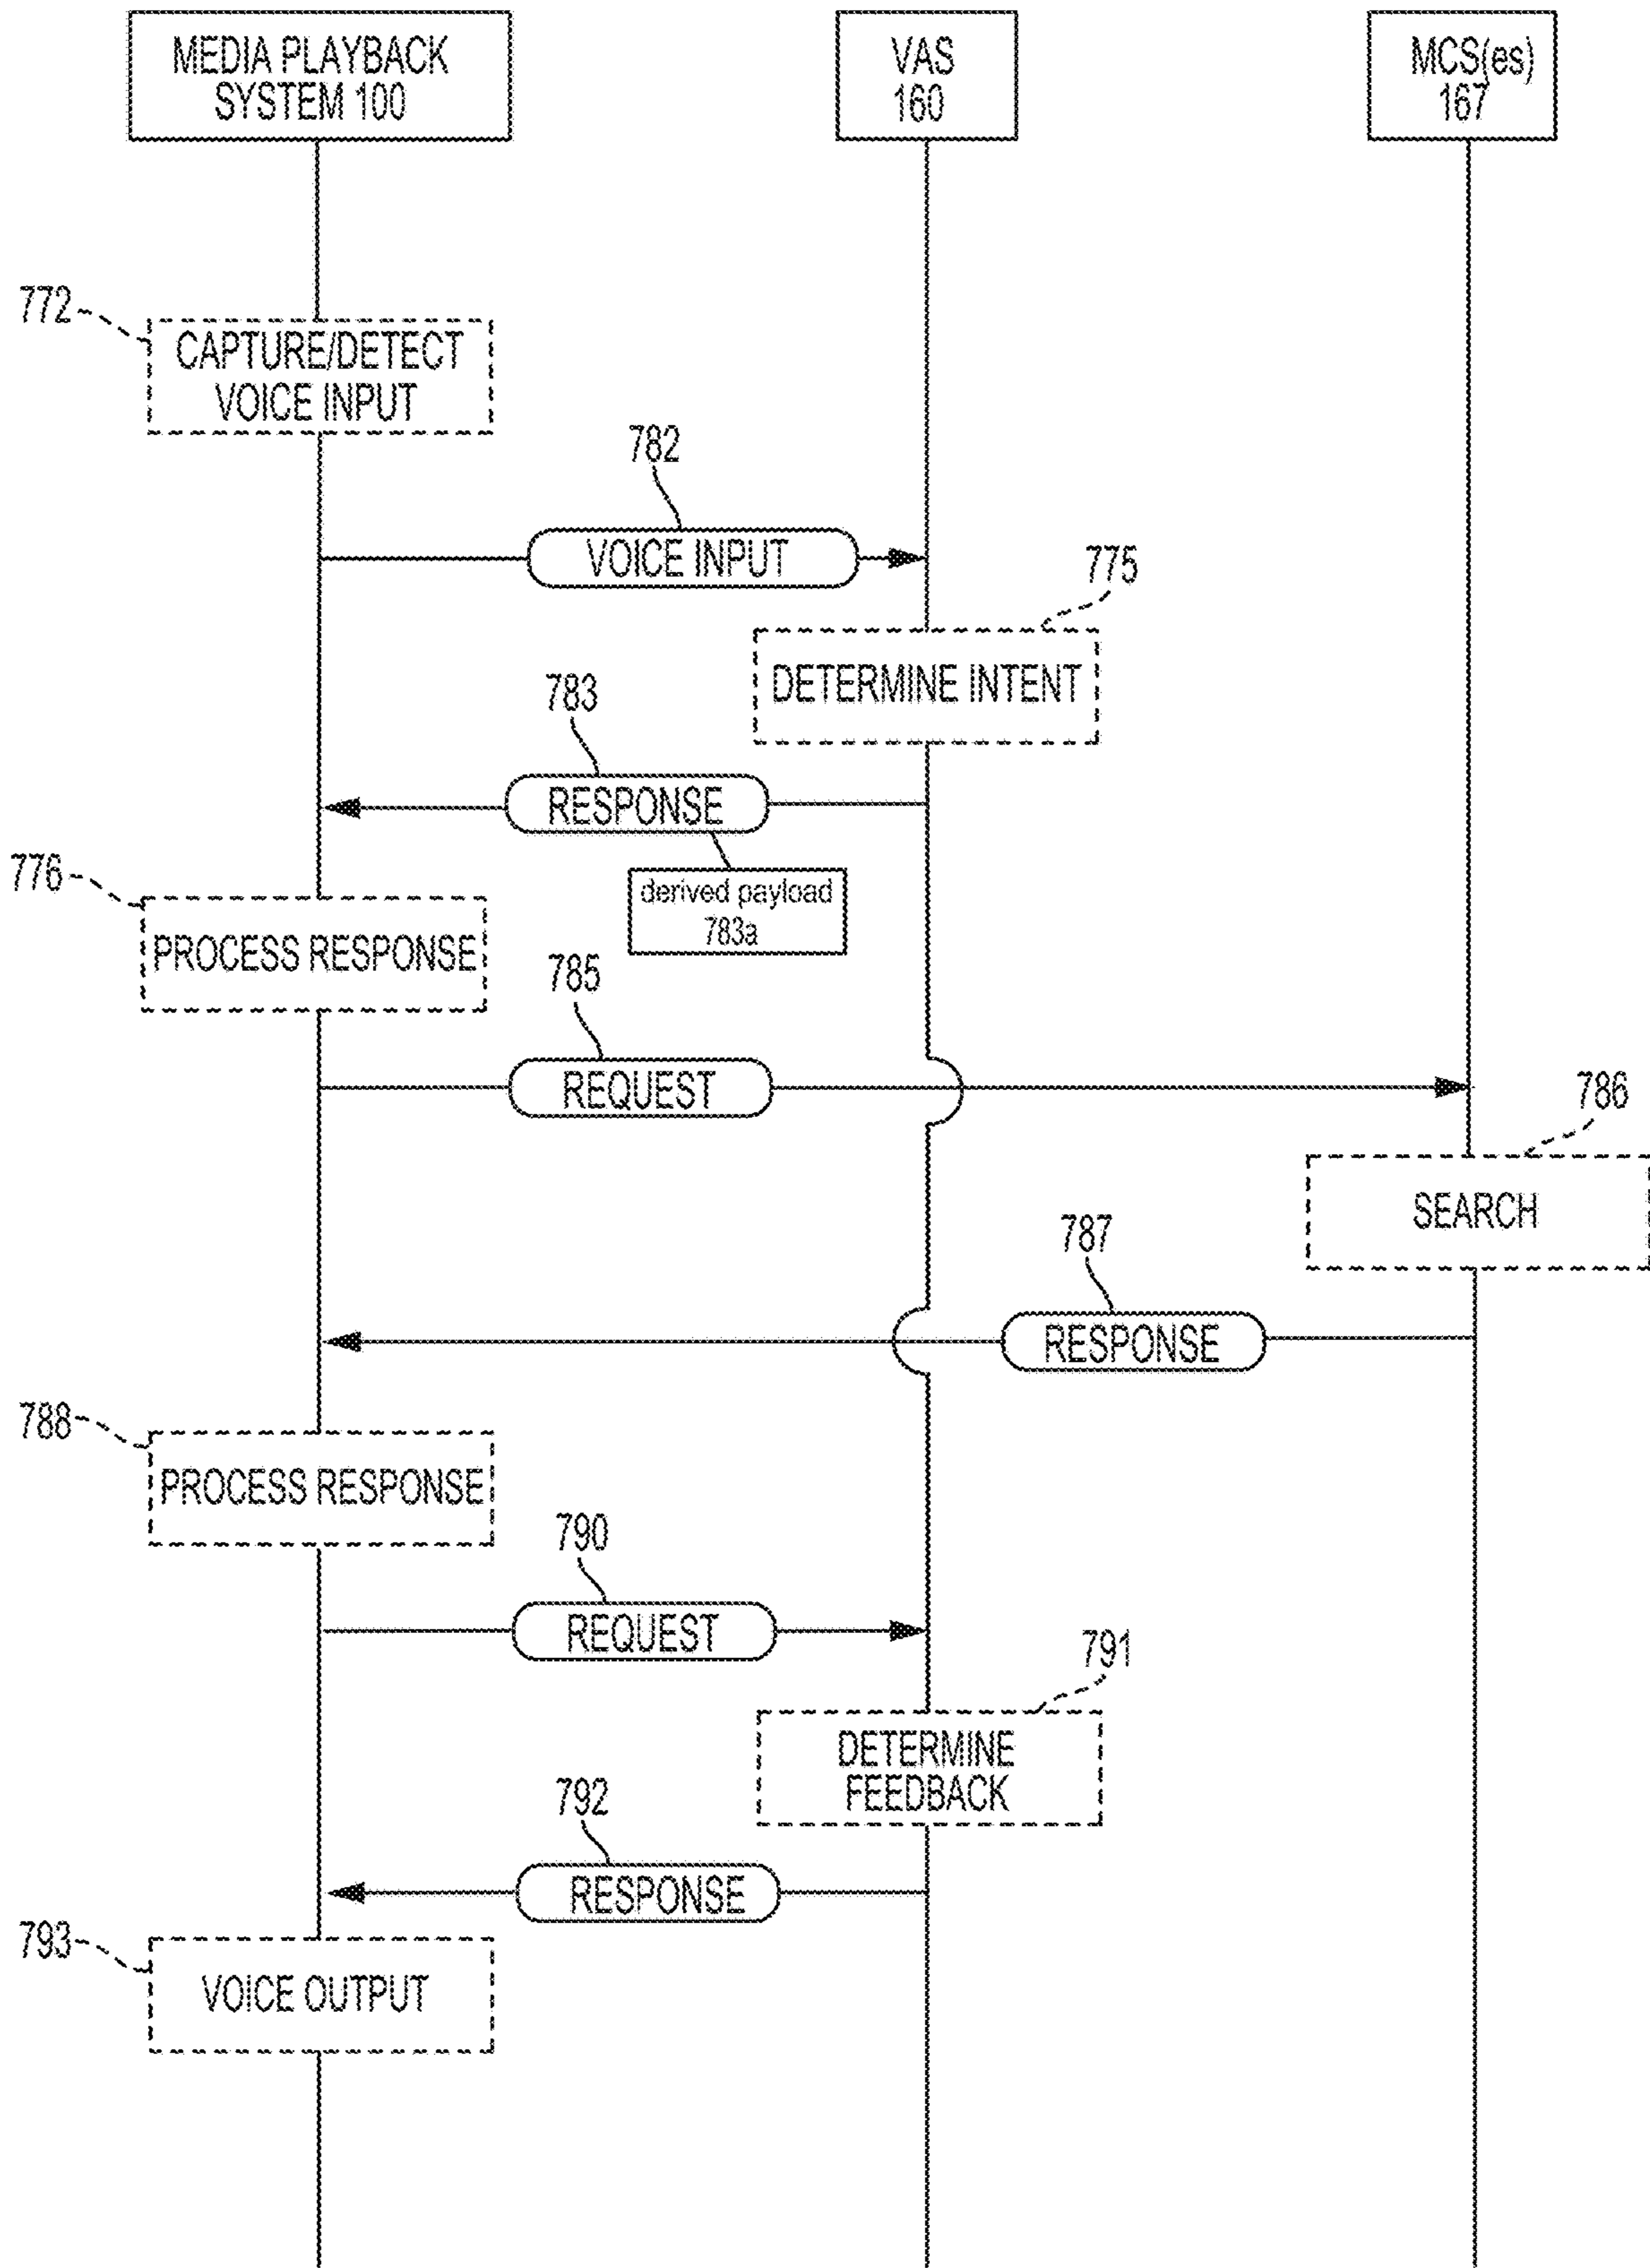 MEDIA PLAYBACK
SYSTEM 100
VAS
160
MCS(es)
167
772
CAPTURE/DETECT
VOICE INPUT
782
VOICE INPUT
775
DETERMINE INTENT
783
RESPONSE
derived payload
783a
776
PROCESS RESPONSE
785
REQUEST
786
SEARCH
787
RESPONSE
788
PROCESS RESPONSE
790
REQUEST
791
DETERMINE
FEEDBACK
792
RESPONSE
793
VOICE OUTPUT